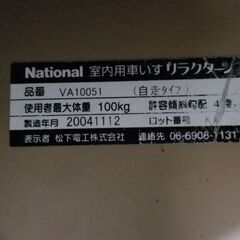 National 室内用車いす リラクターン
品番 VA10051 (自走タイプ)
使用者最大体重 100kg 許容傾斜勾配 4
製造年月 20041112 ロット番号 K
表示者 松下電工株式会社 連絡先 06-6908-1131